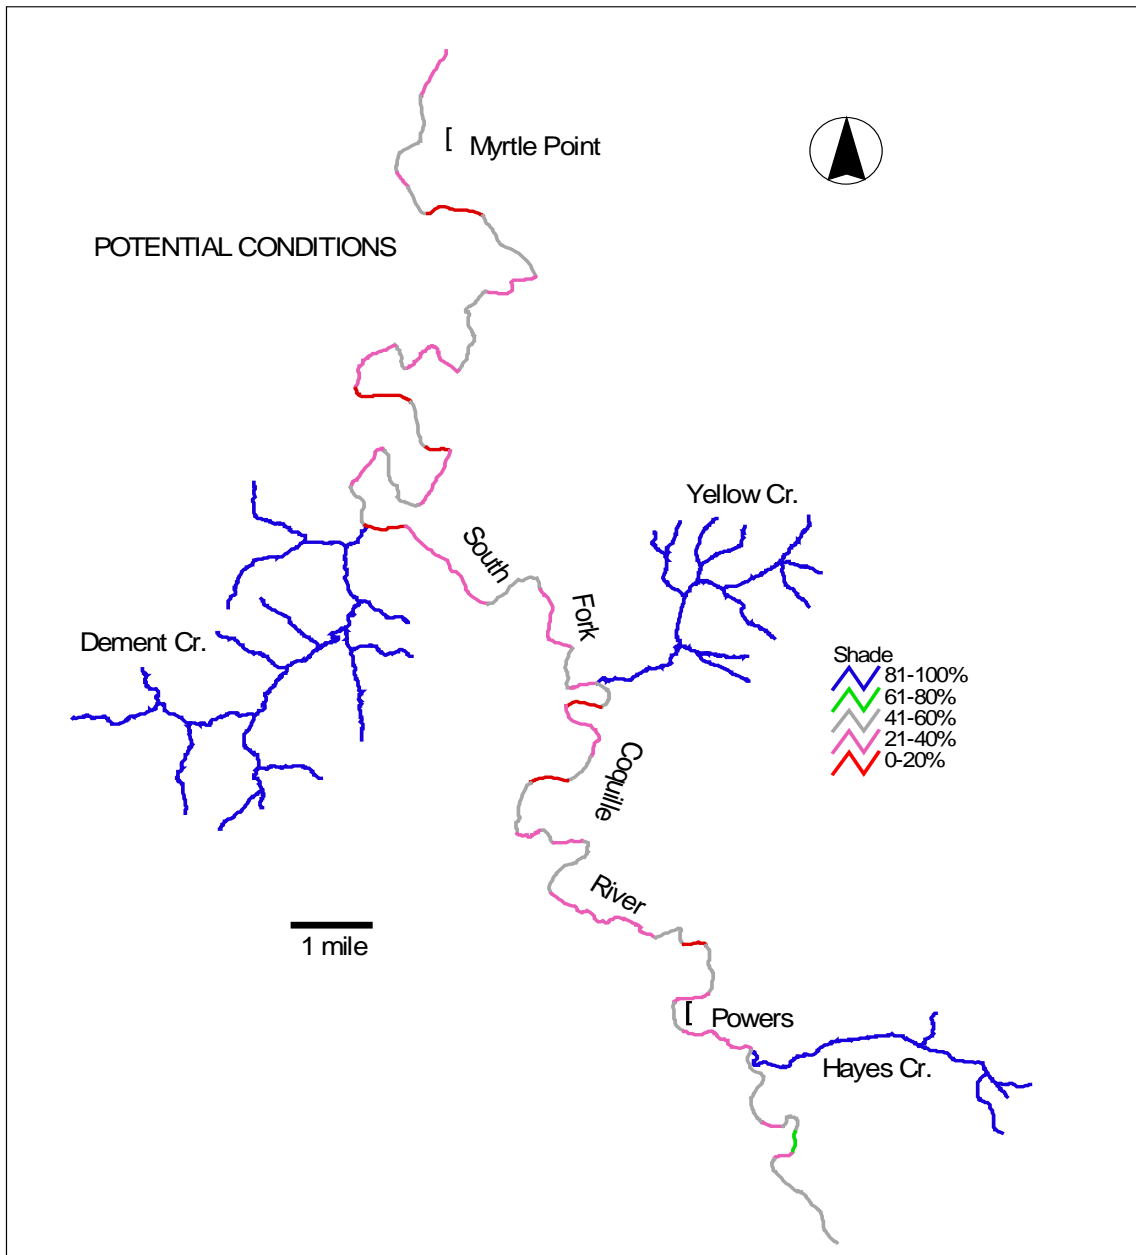 [ Myrtle Point
POTENTIAL CONDITIONS
Yellow Cr.
South
Fork
Dement Cr.
Shade
81-100%
61-80%
41-60%
21-40%
0-20%
Coquille
River
1 mile
[ Powers
Hayes Cr.